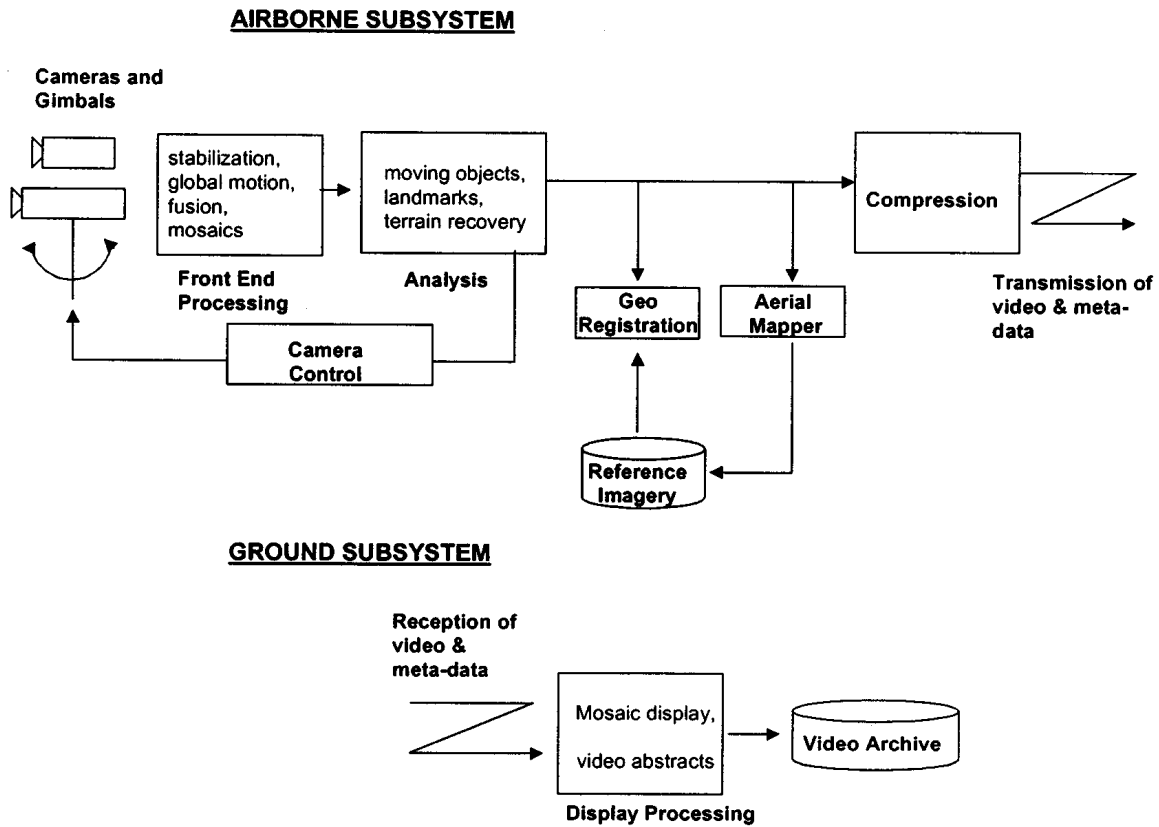 AIRBORNE SUBSYSTEM
Cameras and
Gimbals
stabilization,
global motion,
fusion,
mosaics
Front End
Processing
moving objects,
landmarks,
terrain recovery
Analysis
Camera
Control
Geo
Registration
Aerial
Mapper
Reference
Imagery
Compression
Transmission of
video & meta-
data
GROUND SUBSYSTEM
Reception of
video &
meta-data
Mosaic display,
video abstracts
Display Processing
Video Archive